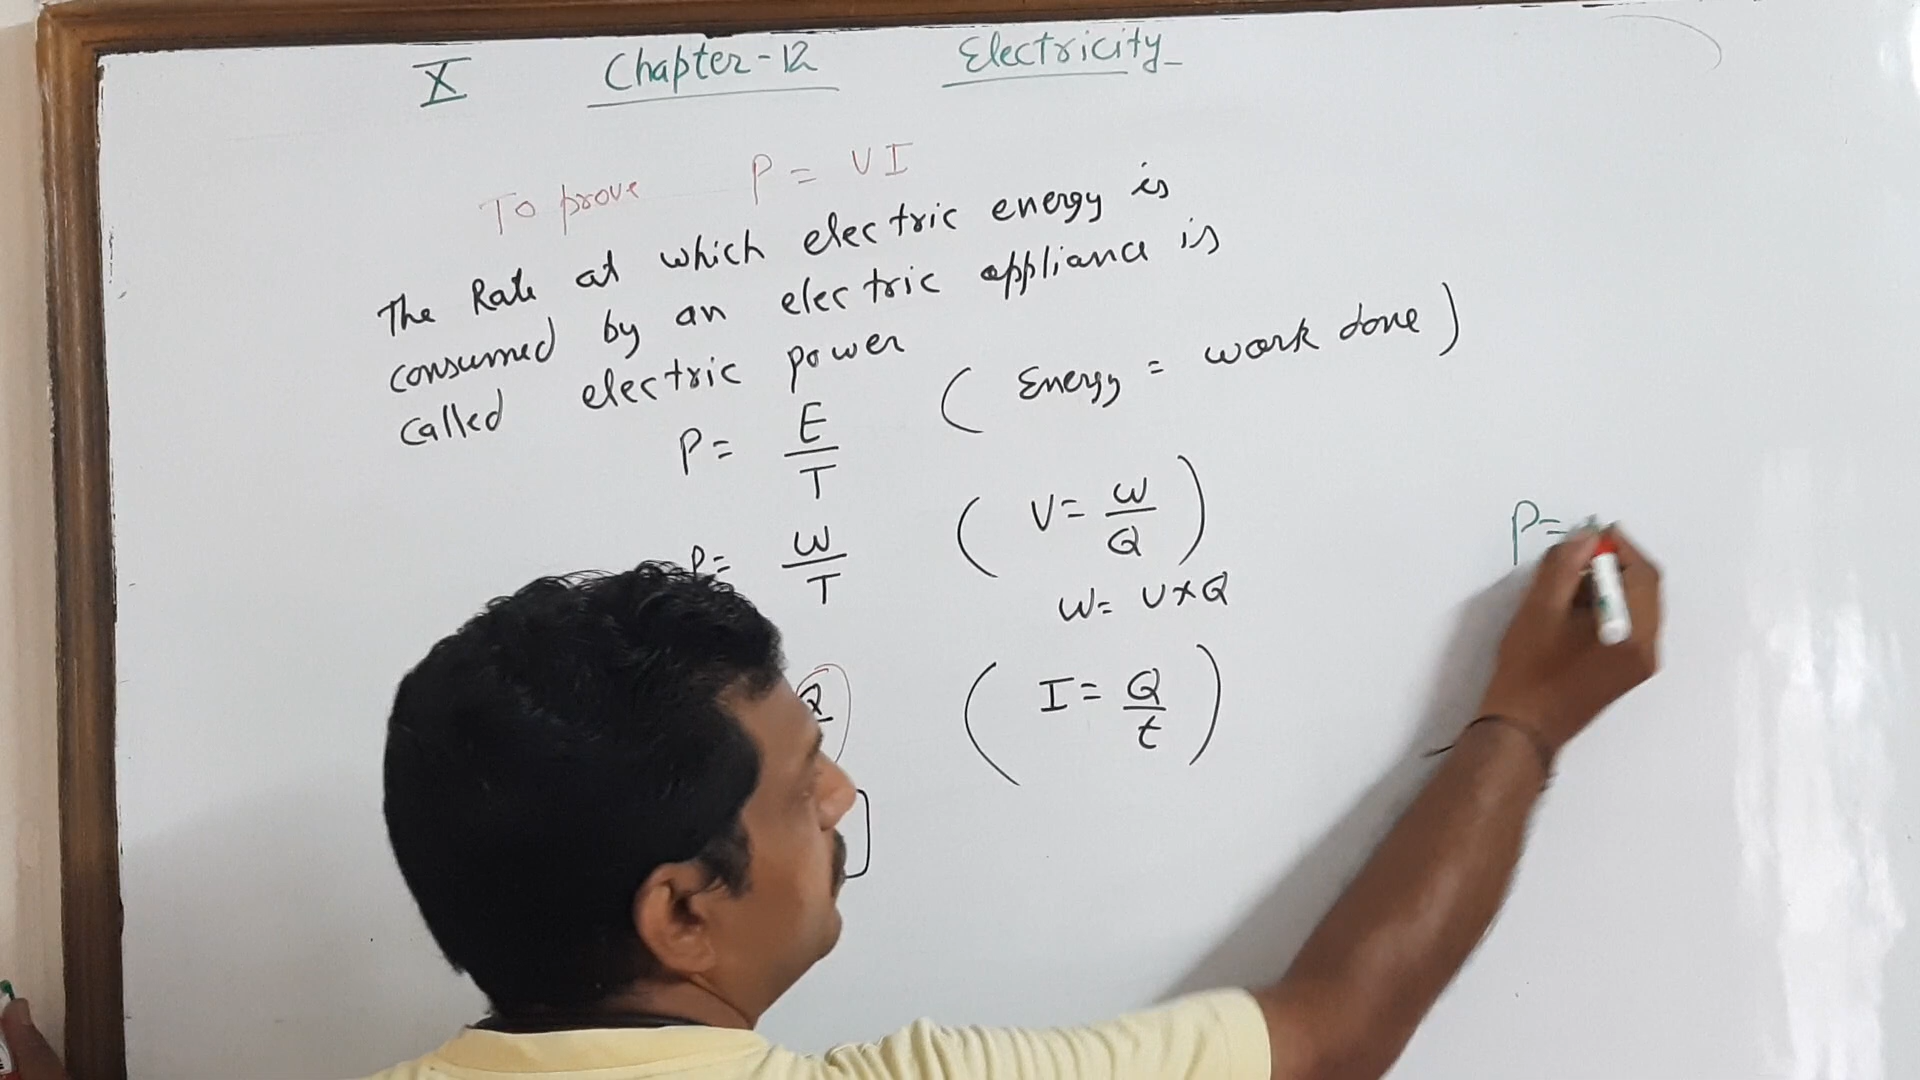 X Chapter-12 Electricity
To prove P = VI
The Rate at which electric energy is
consumed by an electric appliance is
called electric power
P= E/T (Energy = work done)
P= W/T (V= W/Q)
W= V×Q
Q (I= Q/t)
P=